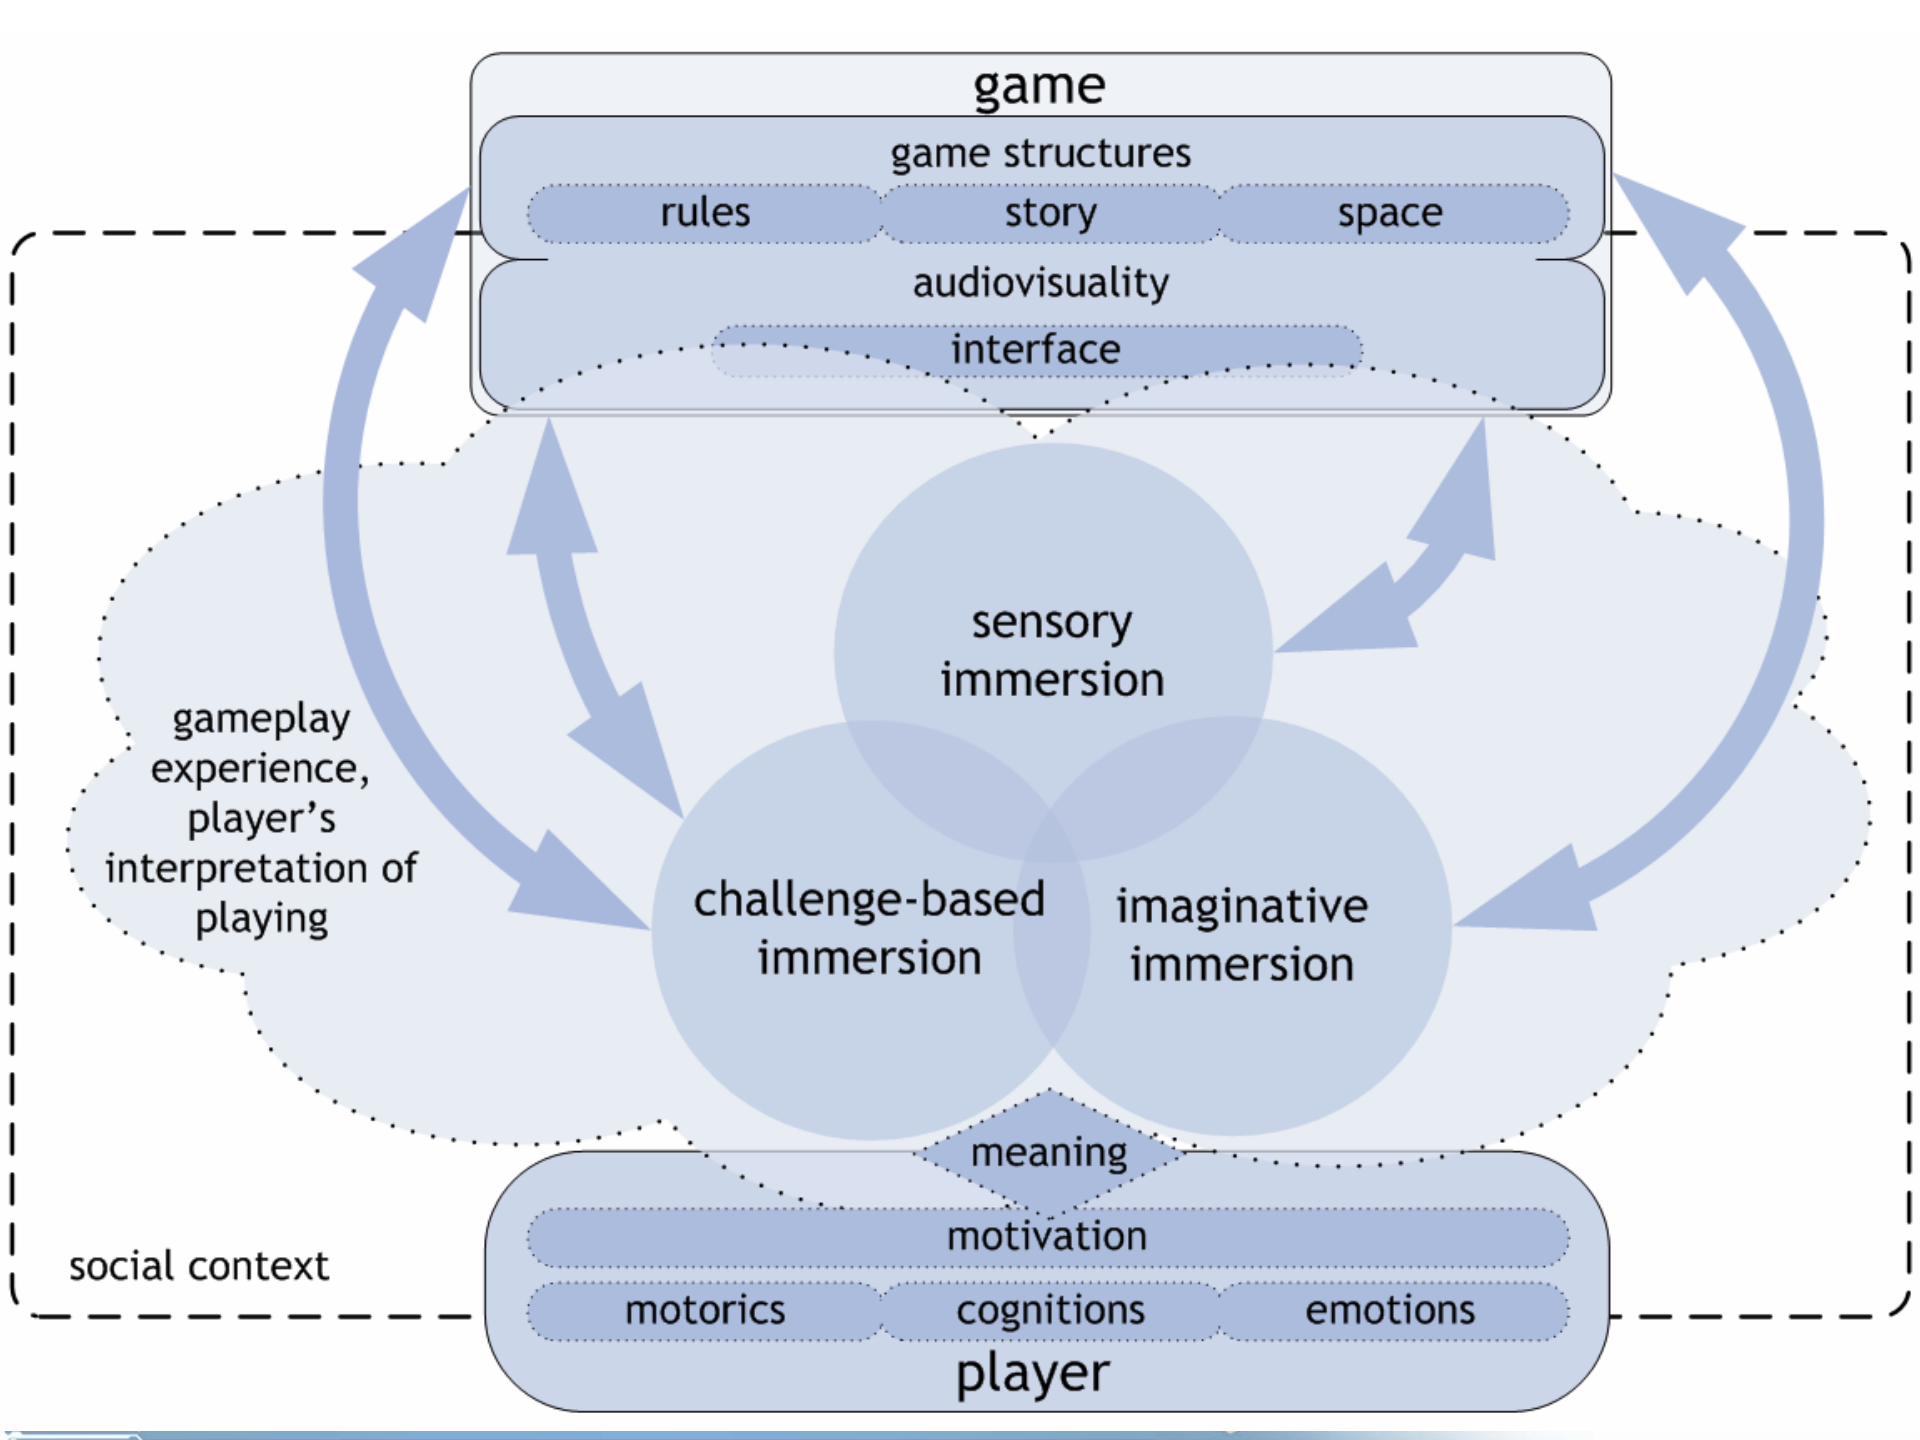 game
game structures
rules story space
audiovisuality
interface
sensory
immersion
gameplay
experience,
player's
interpretation of
playing
challenge-based
immersion
imaginative
immersion
meaning
motivation
social context
motorics cognitions emotions
player